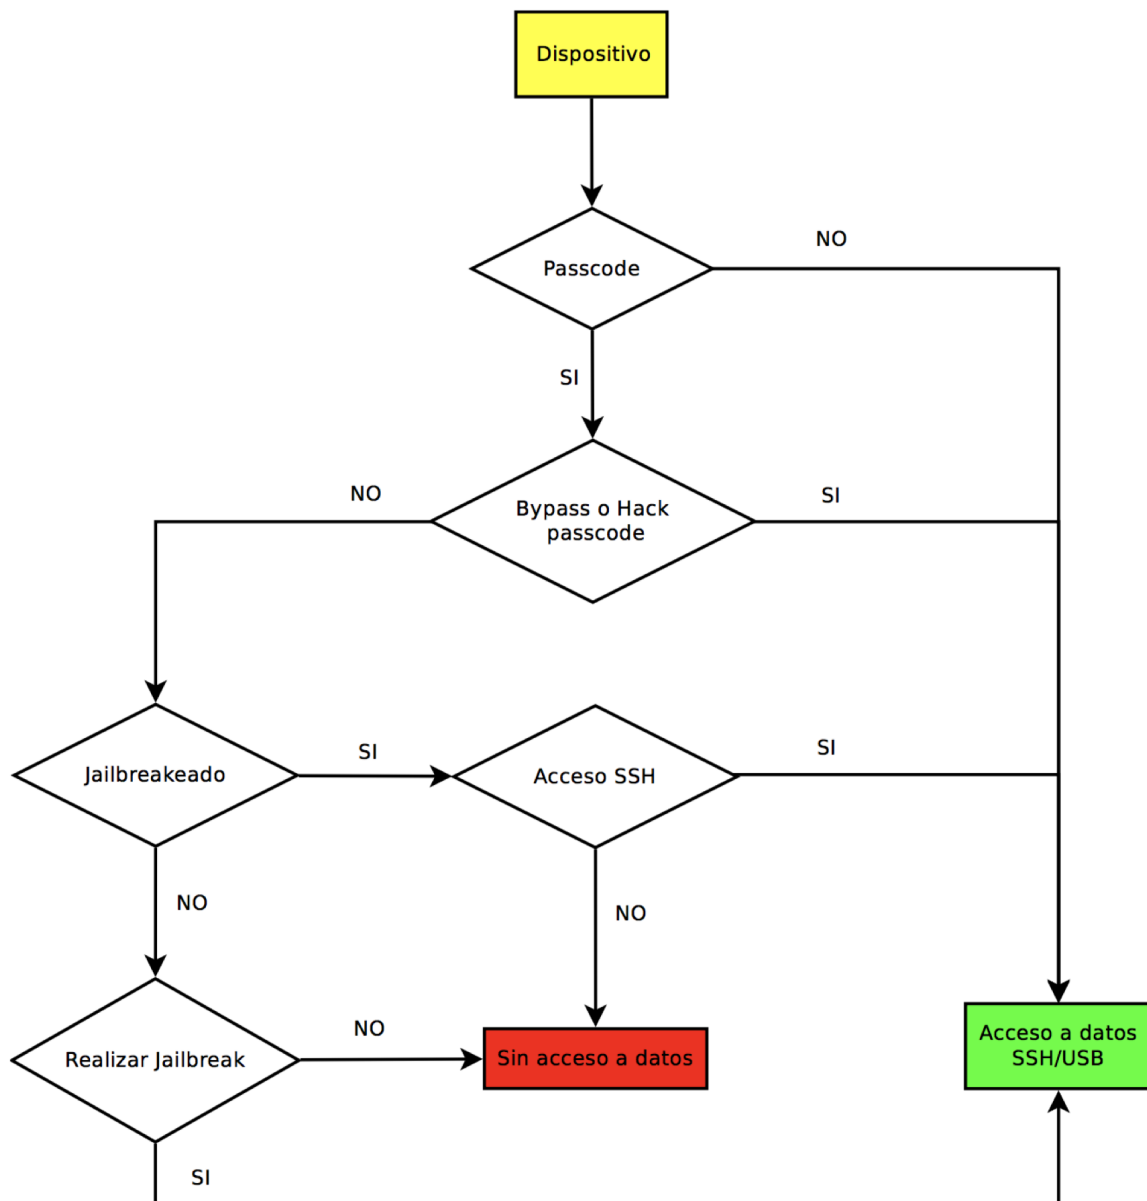 Dispositivo
NO
Passcode
SI
NO
SI
Bypass o Hack
passcode
SI
SI
Jailbreakeado
Acceso SSH
NO
NO
NO
Realizar Jailbreak
Sin acceso a datos
Acceso a datos
SSH/USB
SI